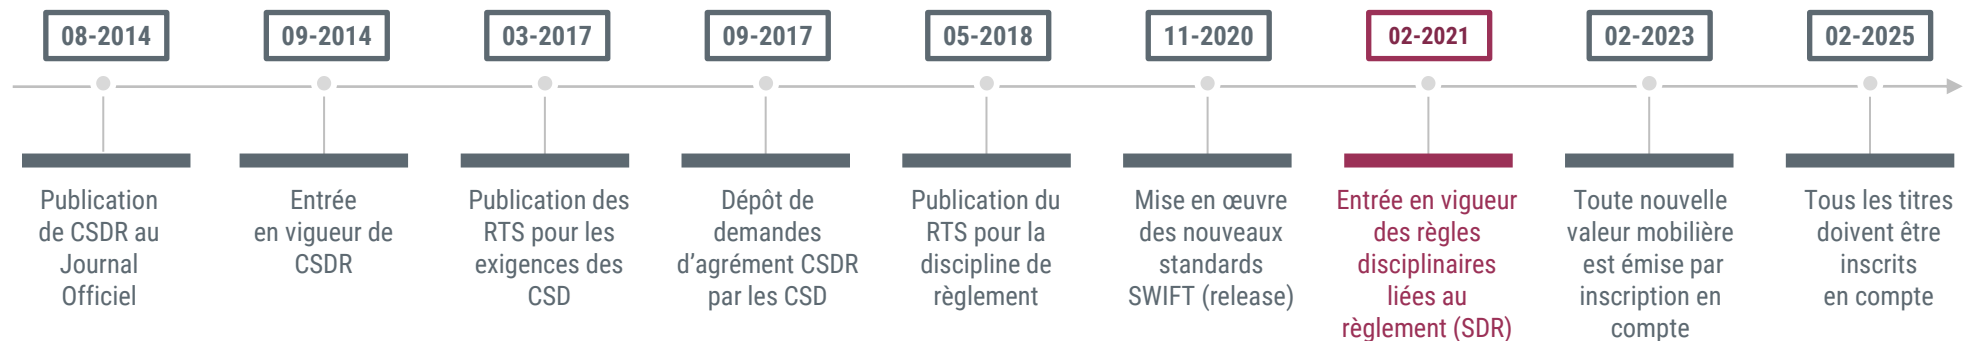 08-2014
09-2014
03-2017
09-2017
05-2018
11-2020
02-2021
02-2023
02-2025
Publication
de CSDR au
Journal
Officiel
Entrée
en vigueur de
CSDR
Publication des
RTS pour les
exigences des
CSD
Dépôt de
demandes
d’agrément CSDR
par les CSD
Publication du
RTS pour la
discipline de
règlement
Mise en œuvre
des nouveaux
standards
SWIFT (release)
Entrée en vigueur
des règles
disciplinaires
liées au
règlement (SDR)
Toute nouvelle
valeur mobilière
est émise par
inscription en
compte
Tous les titres
doivent être
inscrits
en compte